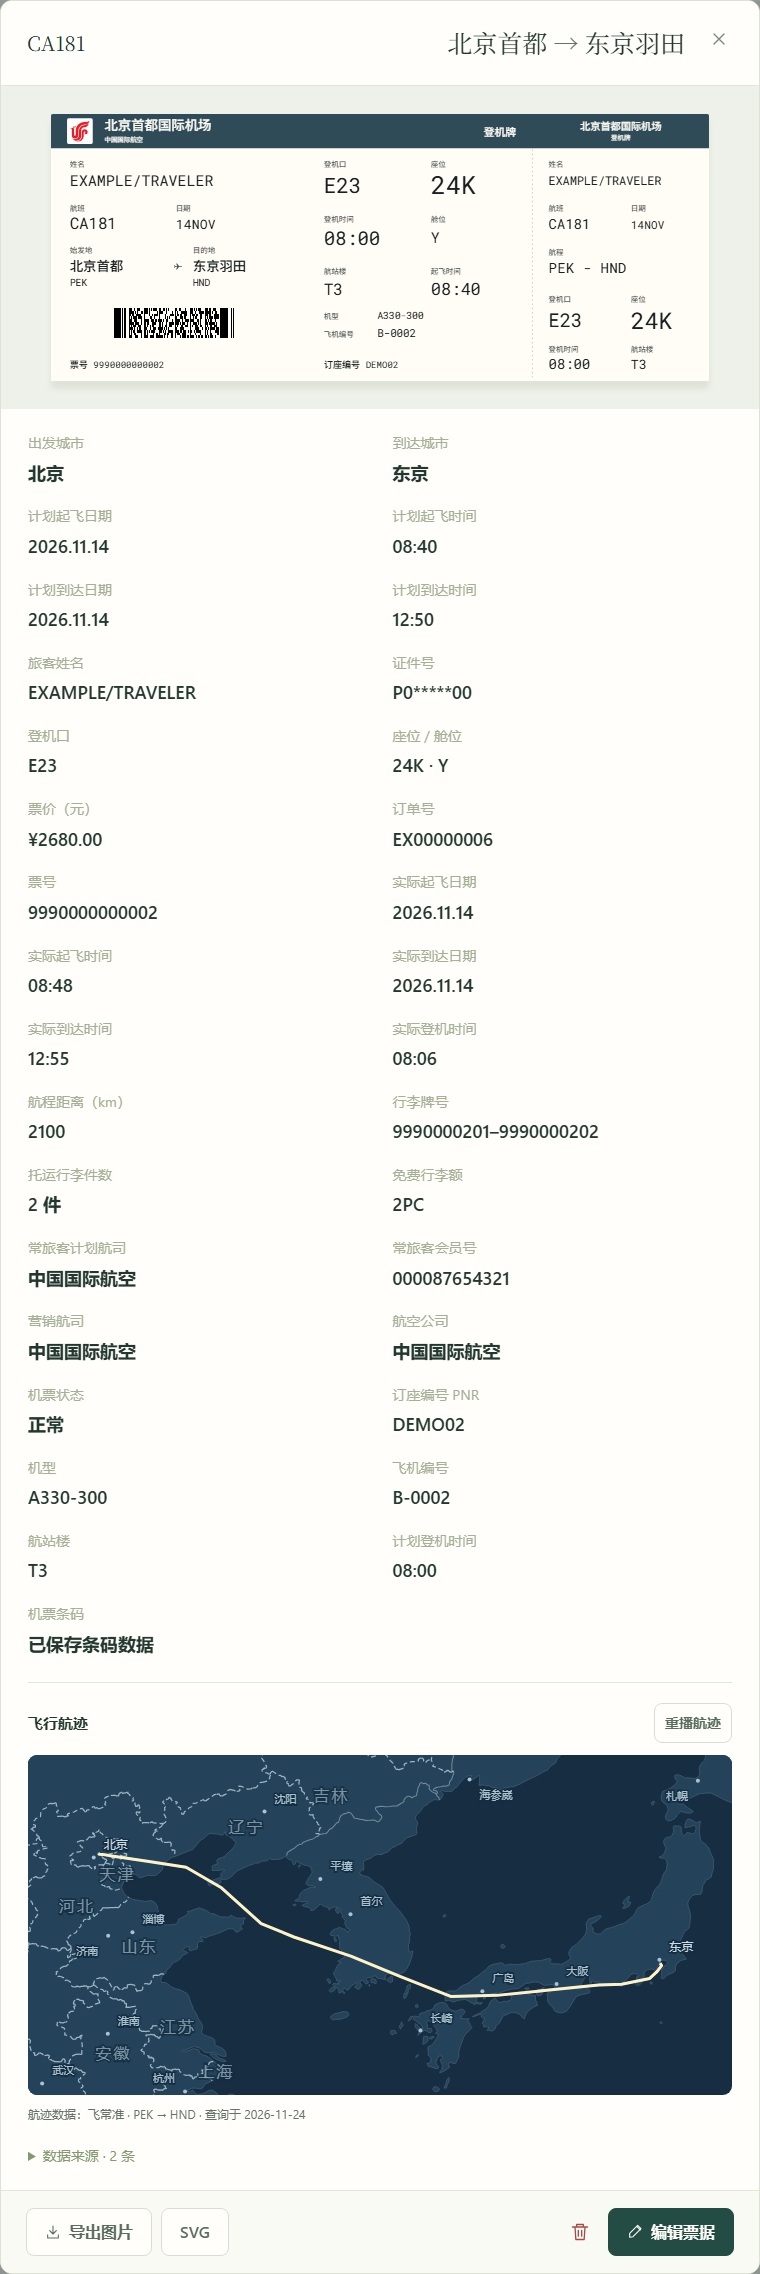 CA181
北京首都 → 东京羽田
北京首都国际机场
中国国际航空
登机牌
北京首都国际机场
登机牌
姓名
EXAMPLE/TRAVELER
航班
CA181
日期
14NOV
始发地
北京首都
PEK
目的地
东京羽田
HND
票号 9990000000002
登机口
E23
座位
24K
登机时间
08:00
舱位
Y
航站楼
T3
起飞时间
08:40
机型 A330-300
飞机编号 B-0002
订座编号 DEMO02
姓名
EXAMPLE/TRAVELER
航班
CA181
日期
14NOV
航程
PEK - HND
登机口
E23
座位
24K
登机时间
08:00
航站楼
T3
出发城市
北京
到达城市
东京
计划起飞日期
2026.11.14
计划起飞时间
08:40
计划到达日期
2026.11.14
计划到达时间
12:50
旅客姓名
EXAMPLE/TRAVELER
证件号
P0*****00
登机口
E23
座位 / 舱位
24K · Y
票价（元）
¥2680.00
订单号
EX00000006
票号
9990000000002
实际起飞日期
2026.11.14
实际起飞时间
08:48
实际到达日期
2026.11.14
实际到达时间
12:55
实际登机时间
08:06
航程距离（km）
2100
行李牌号
9990000201–9990000202
托运行李件数
2 件
免费行李额
2PC
常旅客计划航司
中国国际航空
常旅客会员号
000087654321
营销航司
中国国际航空
航空公司
中国国际航空
机票状态
正常
订座编号 PNR
DEMO02
机型
A330-300
飞机编号
B-0002
航站楼
T3
计划登机时间
08:00
机票条码
已保存条码数据
飞行航迹
重播航迹
沈阳
吉林
海参崴
札幌
辽宁
北京
天津
平壤
河北
首尔
淄博
济南
山东
东京
广岛
大阪
淮南
江苏
长崎
安徽
武汉
杭州
上海
航迹数据：飞常准 · PEK → HND · 查询于 2026-11-24
数据来源 · 2 条
导出图片
SVG
编辑票据